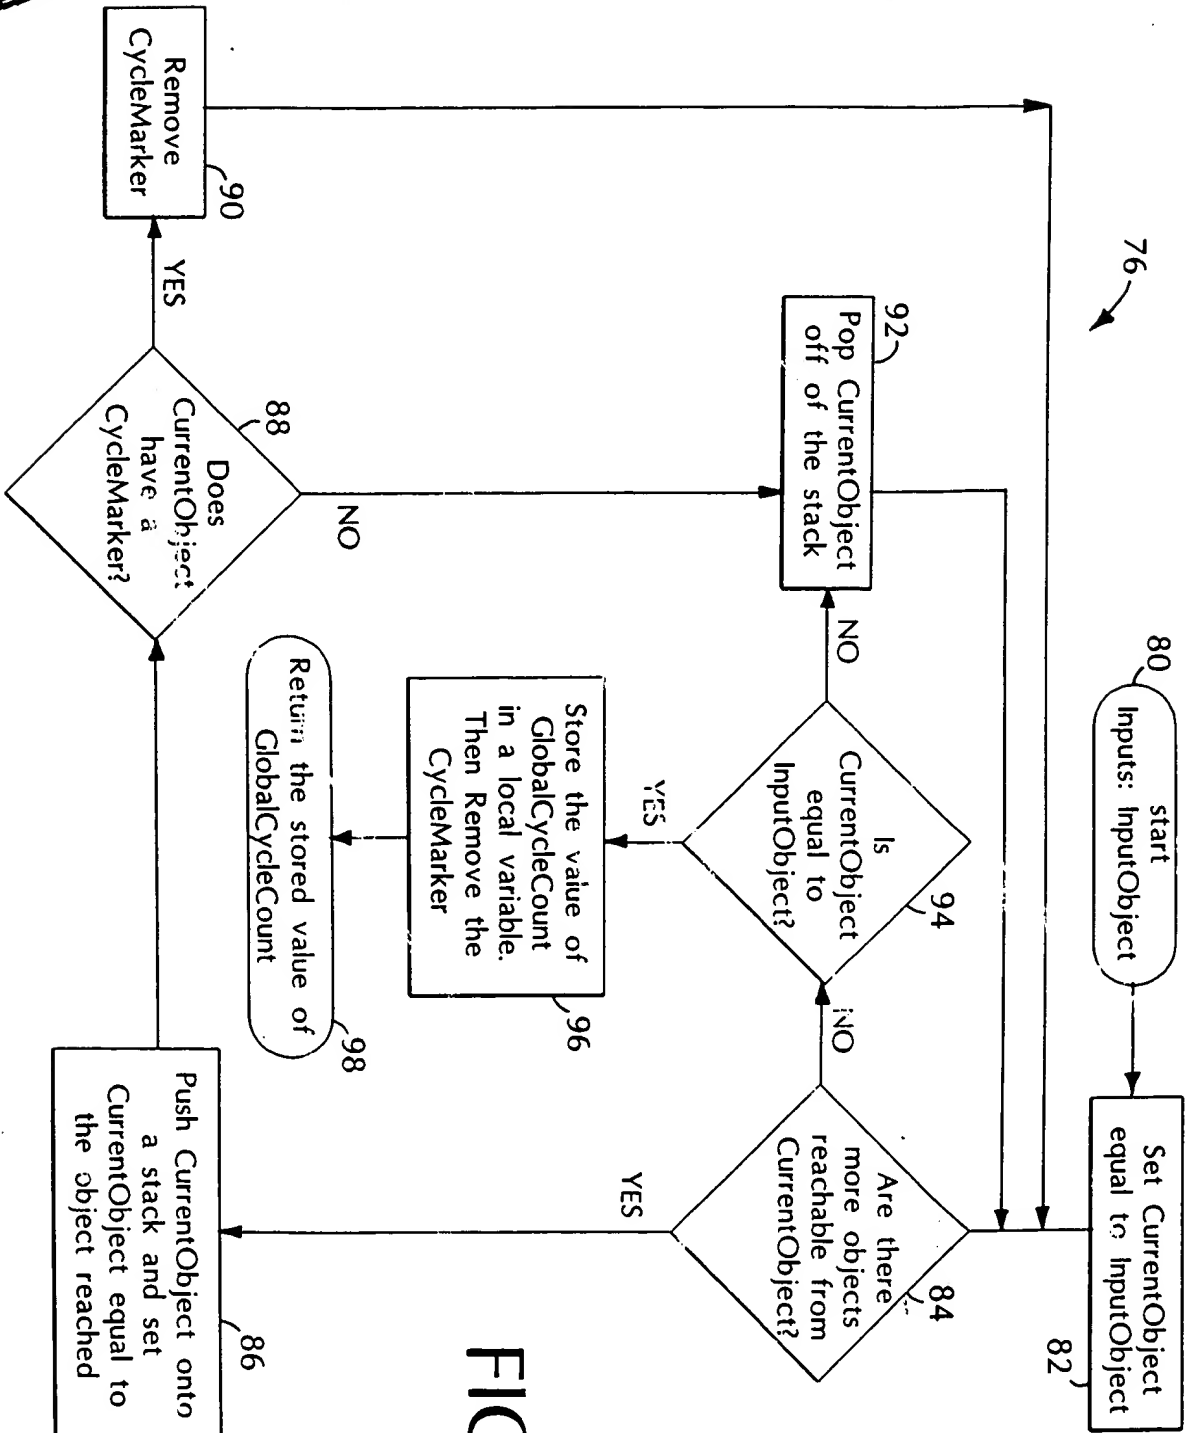 76
80
start
Inputs: InputObject
Set CurrentObject
equal to InputObject
82
Are there
more objects
reachable from
CurrentObject?
84
YES
NO
Is
CurrentObject
equal to
InputObject?
94
NO
YES
92
Pop CurrentObject
off of the stack
Store the value of
GlobalCycleCount
in a local variable.
Then Remove the
CycleMarker
96
Return the stored value of
GlobalCycleCount
98
Push CurrentObject onto
a stack and set
CurrentObject equal to
the object reached
86
Does
CurrentObject
have a
CycleMarker?
88
NO
YES
Remove
CycleMarker
90
FIG